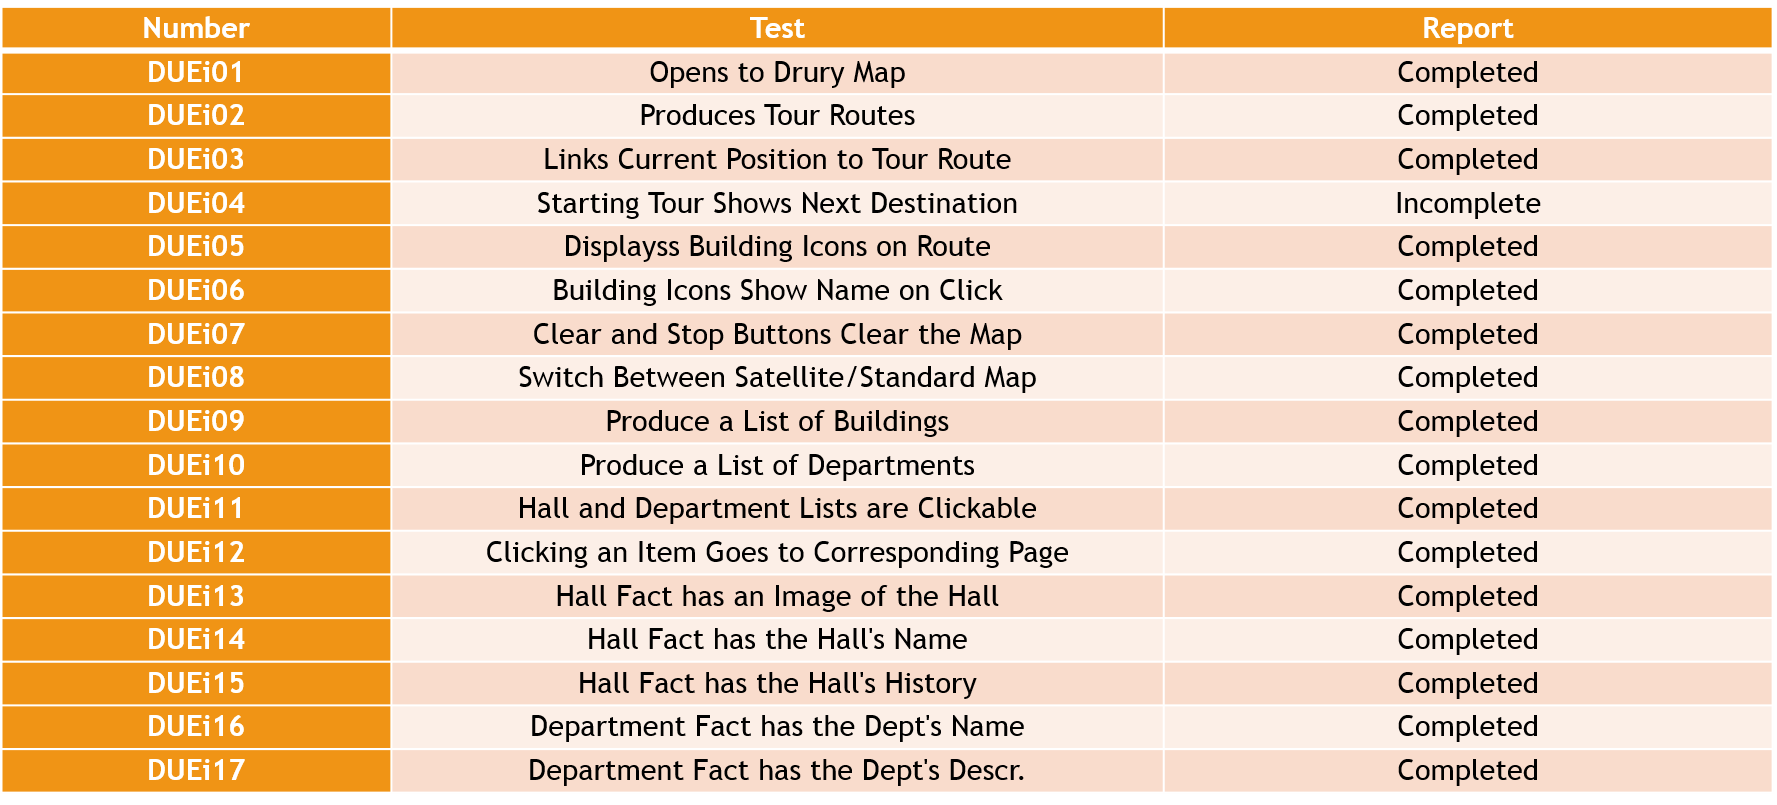 Number Test Report
DUEi01 Opens to Drury Map Completed
DUEi02 Produces Tour Routes Completed
DUEi03 Links Current Position to Tour Route Completed
DUEi04 Starting Tour Shows Next Destination Incomplete
DUEi05 Displayss Building Icons on Route Completed
DUEi06 Building Icons Show Name on Click Completed
DUEi07 Clear and Stop Buttons Clear the Map Completed
DUEi08 Switch Between Satellite/Standard Map Completed
DUEi09 Produce a List of Buildings Completed
DUEi10 Produce a List of Departments Completed
DUEi11 Hall and Department Lists are Clickable Completed
DUEi12 Clicking an Item Goes to Corresponding Page Completed
DUEi13 Hall Fact has an Image of the Hall Completed
DUEi14 Hall Fact has the Hall's Name Completed
DUEi15 Hall Fact has the Hall's History Completed
DUEi16 Department Fact has the Dept's Name Completed
DUEi17 Department Fact has the Dept's Descr. Completed